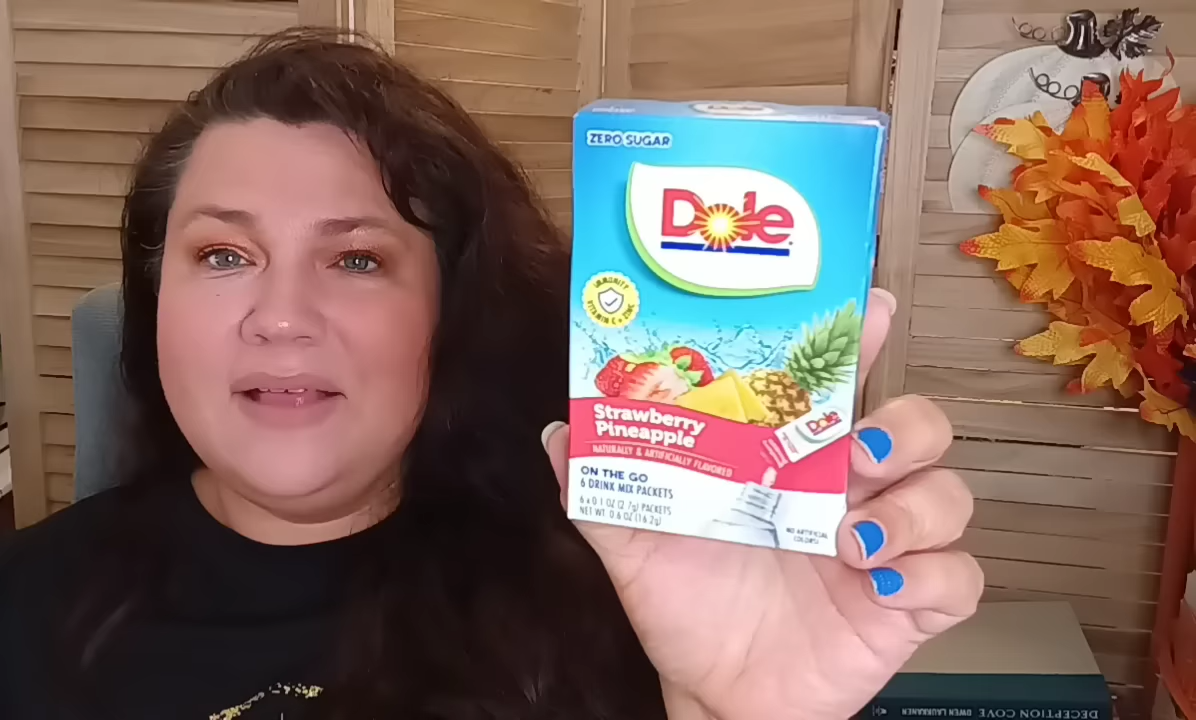 ZERO SUGAR
Dole
IMMUNITY
VITAMIN C + ZINC
Strawberry
Pineapple
NATURALLY & ARTIFICIALLY FLAVORED
Dole
ON THE GO
6 DRINK MIX PACKETS
6 x 0.1 OZ (2.7g) PACKETS
NET WT. 0.6 OZ (16.2g)
NO ARTIFICIAL
COLORS!
DECEPTION COVE OWEN LAUKKANEN